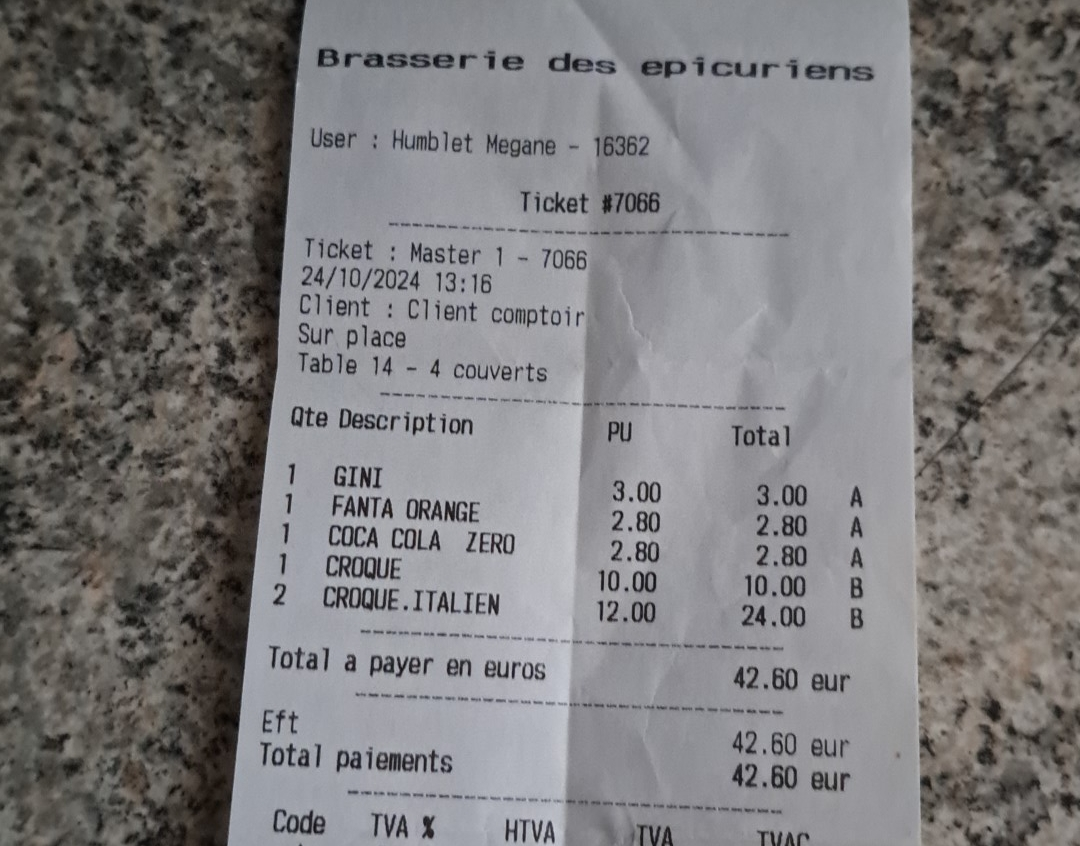 Brasserie des epicuriens
User : Humblet Megane - 16362
Ticket #7066
Ticket : Master 1 - 7066
24/10/2024 13:16
Client : Client comptoir
Sur place
Table 14 - 4 couverts
Qte Description PU Total
1 GINI 3.00 3.00 A
1 FANTA ORANGE 2.80 2.80 A
1 COCA COLA ZERO 2.80 2.80 A
1 CROQUE 10.00 10.00 B
2 CROQUE.ITALIEN 12.00 24.00 B
Total a payer en euros 42.60 eur
Eft 42.60 eur
Total paiements 42.60 eur
Code TVA % HTVA TVA TVAC